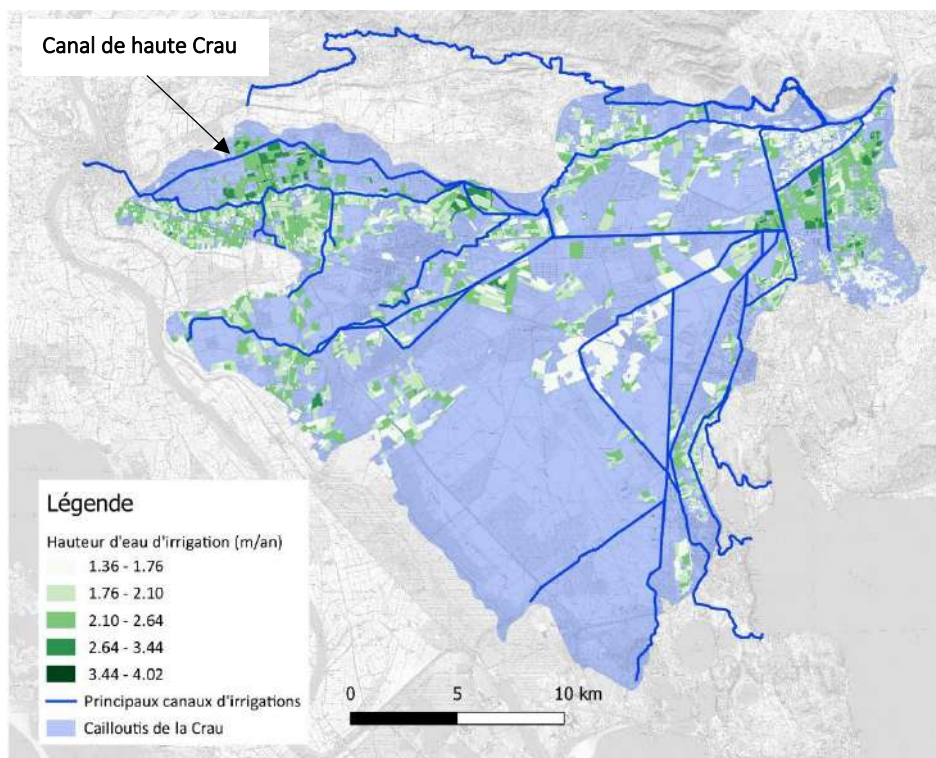 Canal de haute Crau
Légende
Hauteur d'eau d'irrigation (m/an)
1.36 - 1.76
1.76 - 2.10
2.10 - 2.64
2.64 - 3.44
3.44 - 4.02
Principaux canaux d'irrigations
Cailloutis de la Crau
0 5 10 km